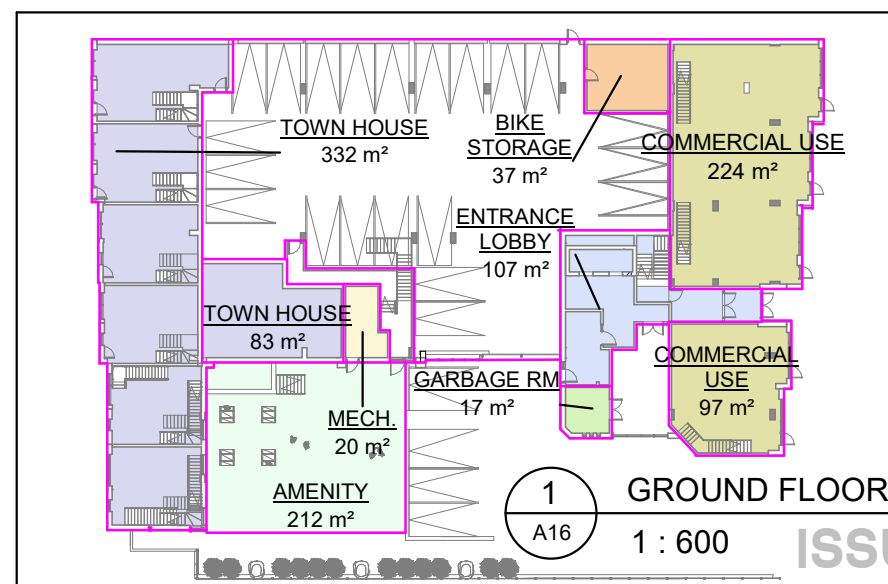 TOWN HOUSE
332 m²
BIKE
STORAGE
37 m²
COMMERCIAL USE
224 m²
ENTRANCE
LOBBY
107 m²
TOWN HOUSE
83 m²
GARBAGE RM
17 m²
COMMERCIAL
USE
97 m²
MECH.
20 m²
AMENITY
212 m²
1
A16
GROUND FLOOR
1 : 600
ISSU